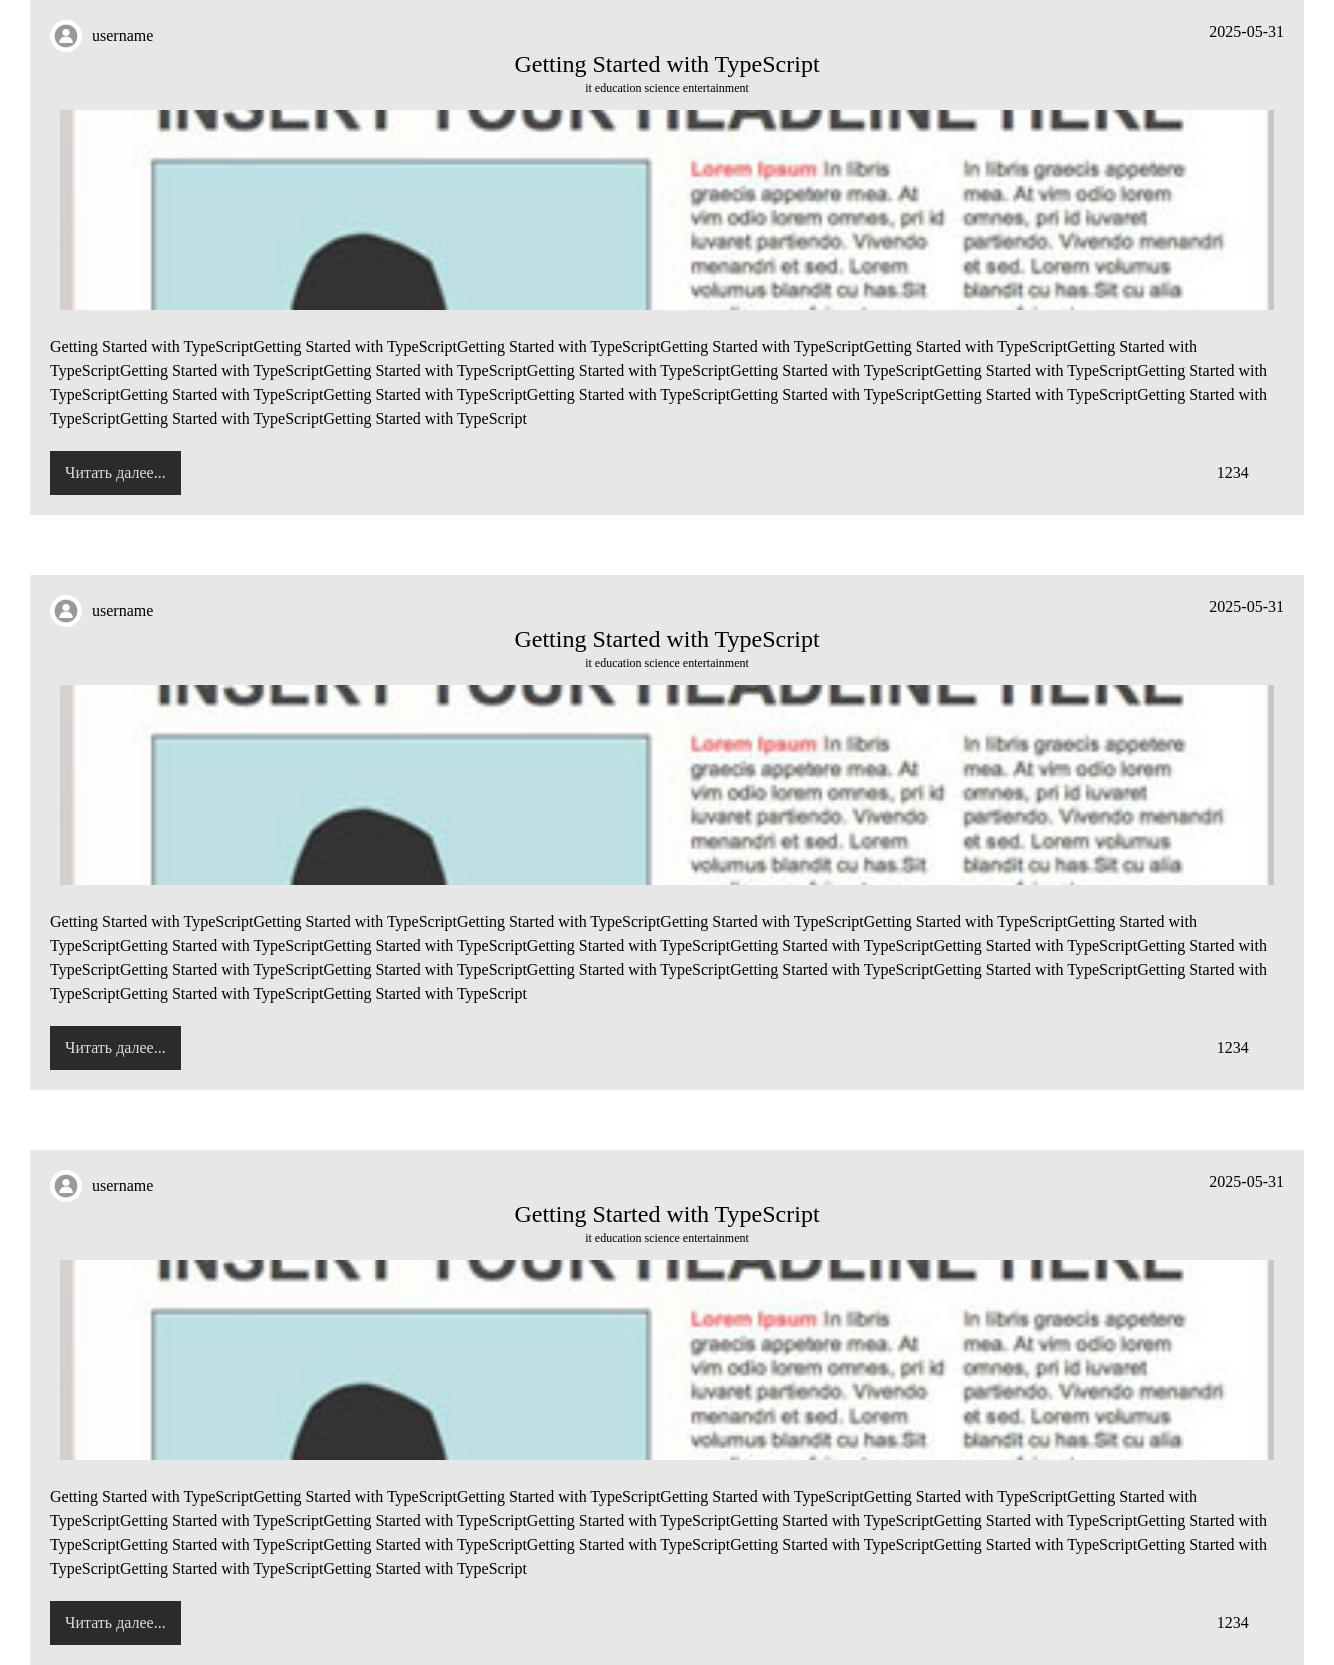 username
2025-05-31
Getting Started with TypeScript
it education science entertainment
INSERT YOUR HEADLINE HERE
Lorem Ipsum In libris
graecis appetere mea. At
vim odio lorem omnes, pri id
iuvaret partiendo. Vivendo
menandri et sed. Lorem
volumus blandit cu has.Sit
In libris graecis appetere
mea. At vim odio lorem
omnes, pri id iuvaret
partiendo. Vivendo menandri
et sed. Lorem volumus
blandit cu has.Sit cu alia
Getting Started with TypeScriptGetting Started with TypeScriptGetting Started with TypeScriptGetting Started with TypeScriptGetting Started with TypeScriptGetting Started with
TypeScriptGetting Started with TypeScriptGetting Started with TypeScriptGetting Started with TypeScriptGetting Started with TypeScriptGetting Started with TypeScriptGetting Started with
TypeScriptGetting Started with TypeScriptGetting Started with TypeScriptGetting Started with TypeScriptGetting Started with TypeScriptGetting Started with TypeScriptGetting Started with
TypeScriptGetting Started with TypeScriptGetting Started with TypeScript
Читать далее...
1234
username
2025-05-31
Getting Started with TypeScript
it education science entertainment
INSERT YOUR HEADLINE HERE
Lorem Ipsum In libris
graecis appetere mea. At
vim odio lorem omnes, pri id
iuvaret partiendo. Vivendo
menandri et sed. Lorem
volumus blandit cu has.Sit
In libris graecis appetere
mea. At vim odio lorem
omnes, pri id iuvaret
partiendo. Vivendo menandri
et sed. Lorem volumus
blandit cu has.Sit cu alia
Getting Started with TypeScriptGetting Started with TypeScriptGetting Started with TypeScriptGetting Started with TypeScriptGetting Started with TypeScriptGetting Started with
TypeScriptGetting Started with TypeScriptGetting Started with TypeScriptGetting Started with TypeScriptGetting Started with TypeScriptGetting Started with TypeScriptGetting Started with
TypeScriptGetting Started with TypeScriptGetting Started with TypeScriptGetting Started with TypeScriptGetting Started with TypeScriptGetting Started with TypeScriptGetting Started with
TypeScriptGetting Started with TypeScriptGetting Started with TypeScript
Читать далее...
1234
username
2025-05-31
Getting Started with TypeScript
it education science entertainment
INSERT YOUR HEADLINE HERE
Lorem Ipsum In libris
graecis appetere mea. At
vim odio lorem omnes, pri id
iuvaret partiendo. Vivendo
menandri et sed. Lorem
volumus blandit cu has.Sit
In libris graecis appetere
mea. At vim odio lorem
omnes, pri id iuvaret
partiendo. Vivendo menandri
et sed. Lorem volumus
blandit cu has.Sit cu alia
Getting Started with TypeScriptGetting Started with TypeScriptGetting Started with TypeScriptGetting Started with TypeScriptGetting Started with TypeScriptGetting Started with
TypeScriptGetting Started with TypeScriptGetting Started with TypeScriptGetting Started with TypeScriptGetting Started with TypeScriptGetting Started with TypeScriptGetting Started with
TypeScriptGetting Started with TypeScriptGetting Started with TypeScriptGetting Started with TypeScriptGetting Started with TypeScriptGetting Started with TypeScriptGetting Started with
TypeScriptGetting Started with TypeScriptGetting Started with TypeScript
Читать далее...
1234